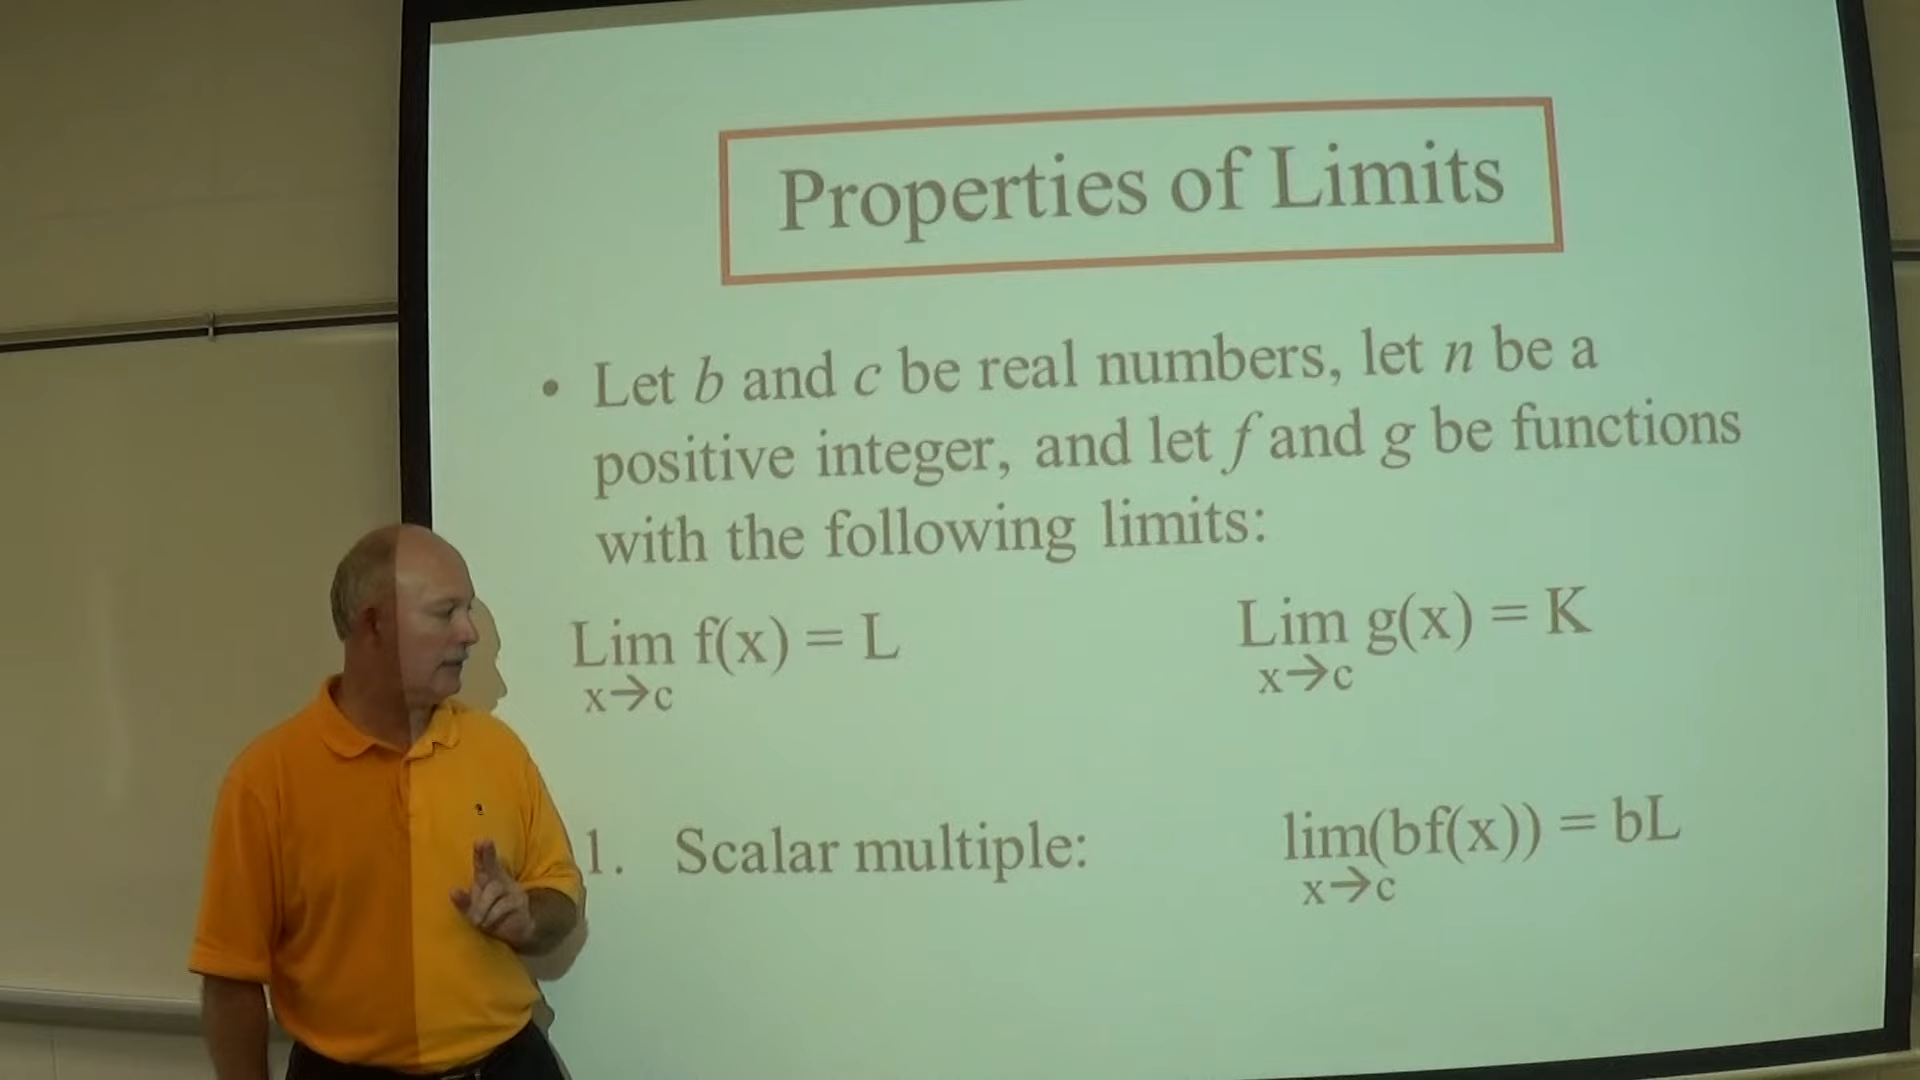 Properties of Limits
• Let b and c be real numbers, let n be a
positive integer, and let f and g be functions
with the following limits:
Lim f(x) = L
x→c
Lim g(x) = K
x→c
1. Scalar multiple:
lim(bf(x)) = bL
x→c